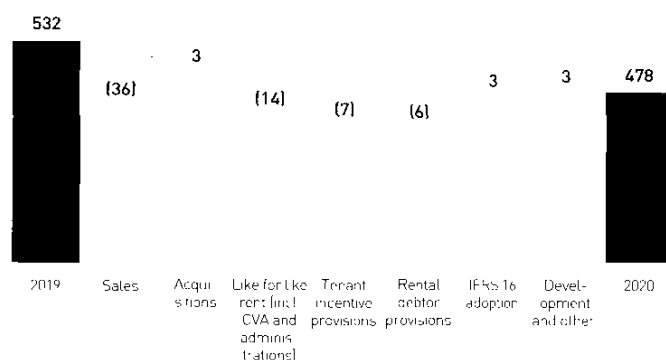 532
(36)
3
(14)
(7)
(6)
3
3
478
2019
Sales
Acqui
sitions
Like for like
rent (incl
CVA and
adminis
trations)
Tenant
incentive
provisions
Rental
debtor
provisions
IFRS 16
adoption
Devel-
opment
and other
2020